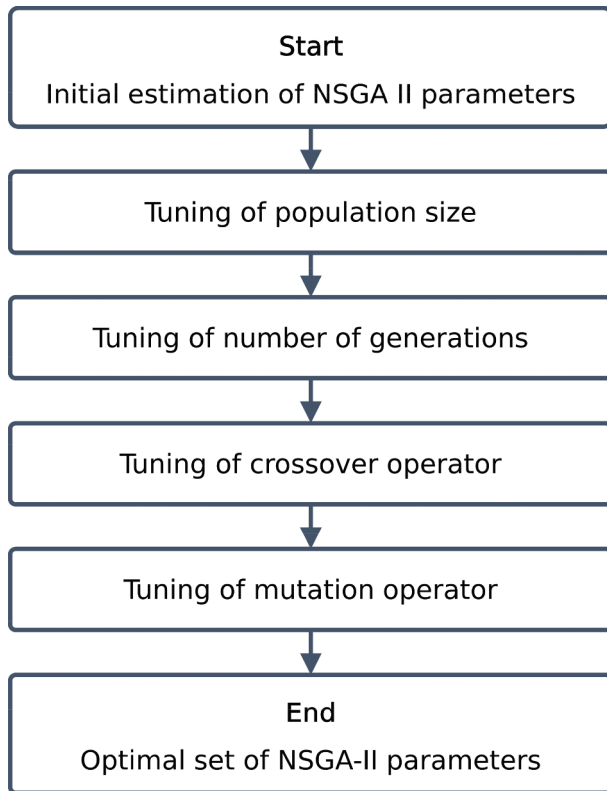 Start
Initial estimation of NSGA II parameters
Tuning of population size
Tuning of number of generations
Tuning of crossover operator
Tuning of mutation operator
End
Optimal set of NSGA-II parameters